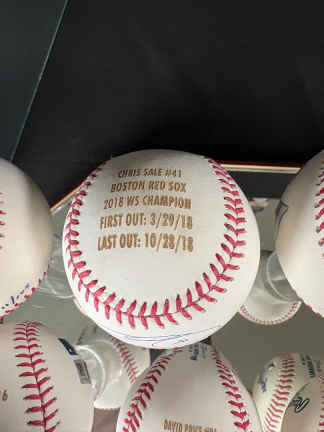 CHRIS SALE #41
BOSTON RED SOX
2018 WS CHAMPION
FIRST OUT: 3/29/18
LAST OUT: 10/28/18
DAVID